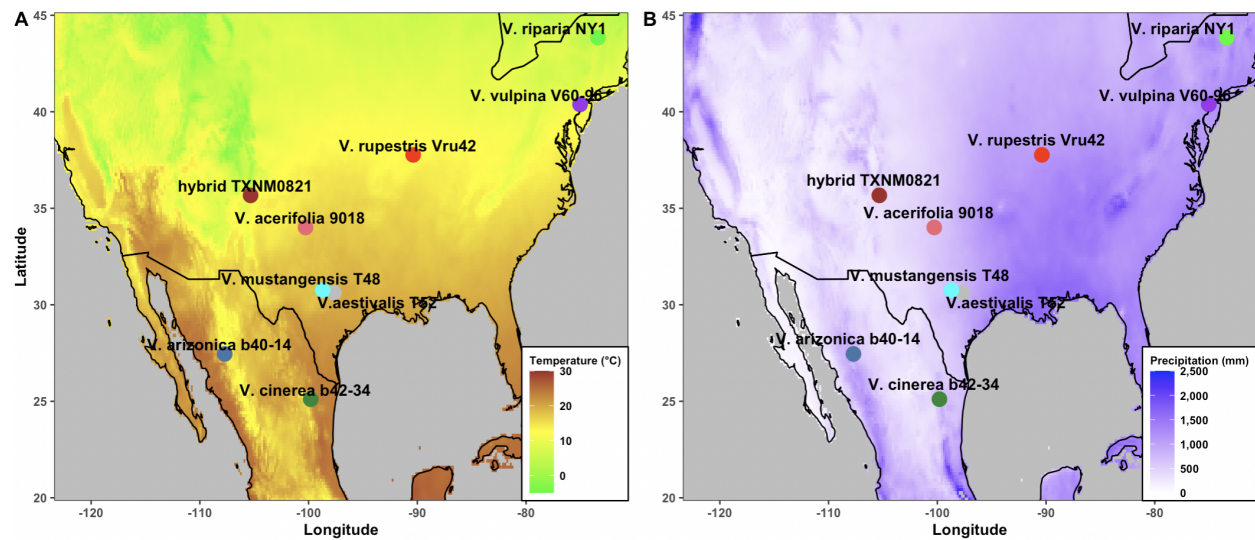 A
45
40
35
30
25
20
Latitude
V. riparia NY1
V. vulpina V60-96
V. rupestris Vru42
hybrid TXNM0821
V. acerifolia 9018
V. mustangensis T48
V.aestivalis T52
V. arizonica b40-14
V. cinerea b42-34
Temperature (°C)
30
20
10
0
-120
-110
-100
-90
-80
Longitude
B
45
40
35
30
25
20
V. riparia NY1
V. vulpina V60-96
V. rupestris Vru42
hybrid TXNM0821
V. acerifolia 9018
V. mustangensis T48
V.aestivalis T52
V. arizonica b40-14
V. cinerea b42-34
Precipitation (mm)
2,500
2,000
1,500
1,000
500
0
-120
-110
-100
-90
-80
Longitude